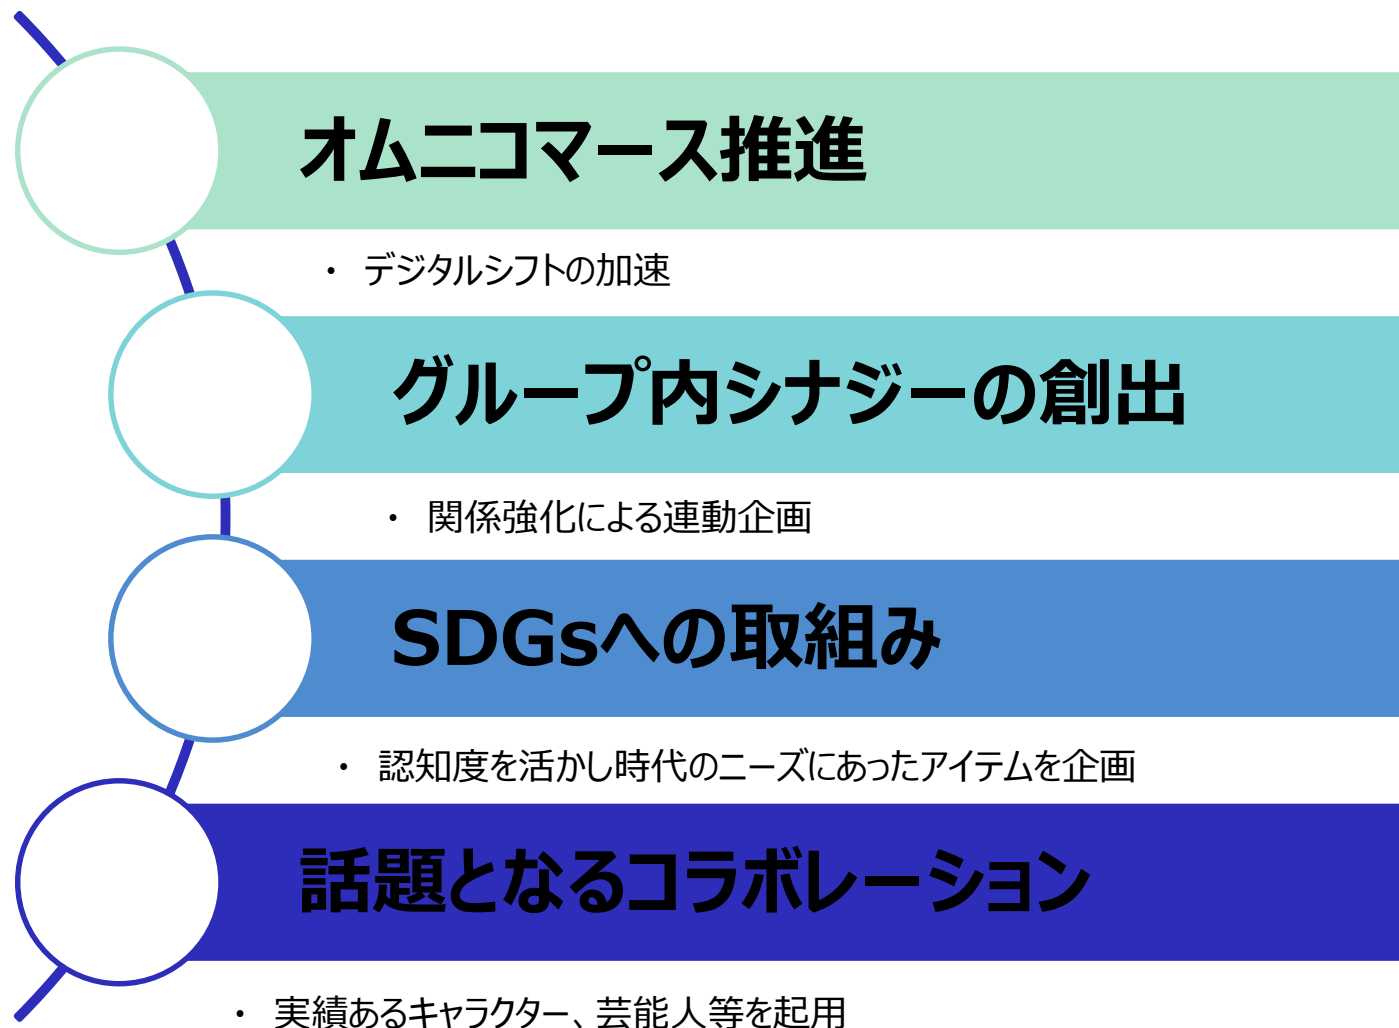 オムニコマース推進
・ デジタルシフトの加速
グループ内シナジーの創出
・ 関係強化による連動企画
SDGsへの取組み
・ 認知度を活かし時代のニーズにあったアイテムを企画
話題となるコラボレーション
・ 実績あるキャラクター、芸能人等を起用